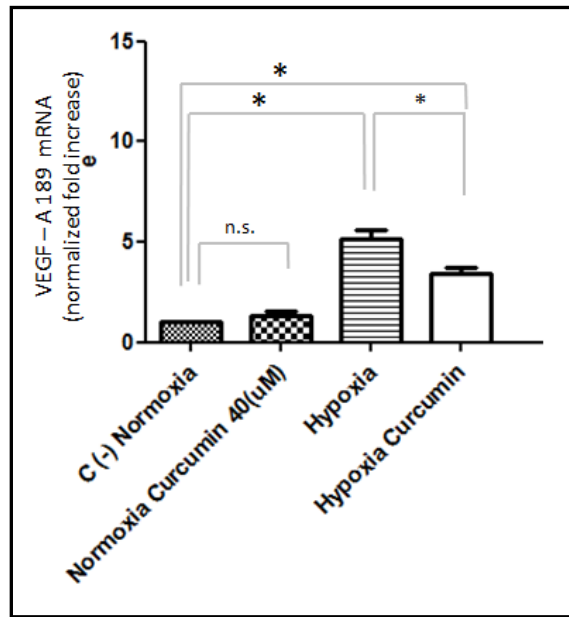 VEGF – A 189 mRNA
(normalized fold increase)
e
15
10
5
0
*
*
*
n.s.
C (-) Normoxia
Normoxia Curcumin 40(uM)
Hypoxia
Hypoxia Curcumin